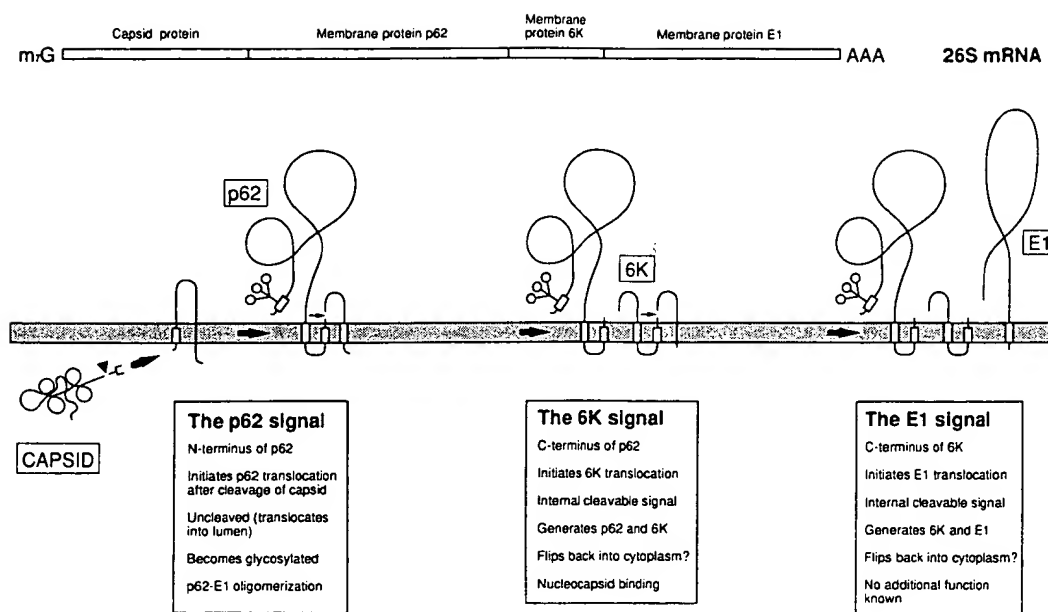 Capsid protein
Membrane protein p62
Membrane
protein 6K
Membrane protein E1
m₇G
AAA
26S mRNA
p62
6K
E1
CAPSID
The p62 signal
N-terminus of p62
Initiates p62 translocation
after cleavage of capsid
Uncleaved (translocates
into lumen)
Becomes glycosylated
p62-E1 oligomerization
The 6K signal
C-terminus of p62
Initiates 6K translocation
Internal cleavable signal
Generates p62 and 6K
Flips back into cytoplasm?
Nucleocapsid binding
The E1 signal
C-terminus of 6K
Initiates E1 translocation
Internal cleavable signal
Generates 6K and E1
Flips back into cytoplasm?
No additional function
known